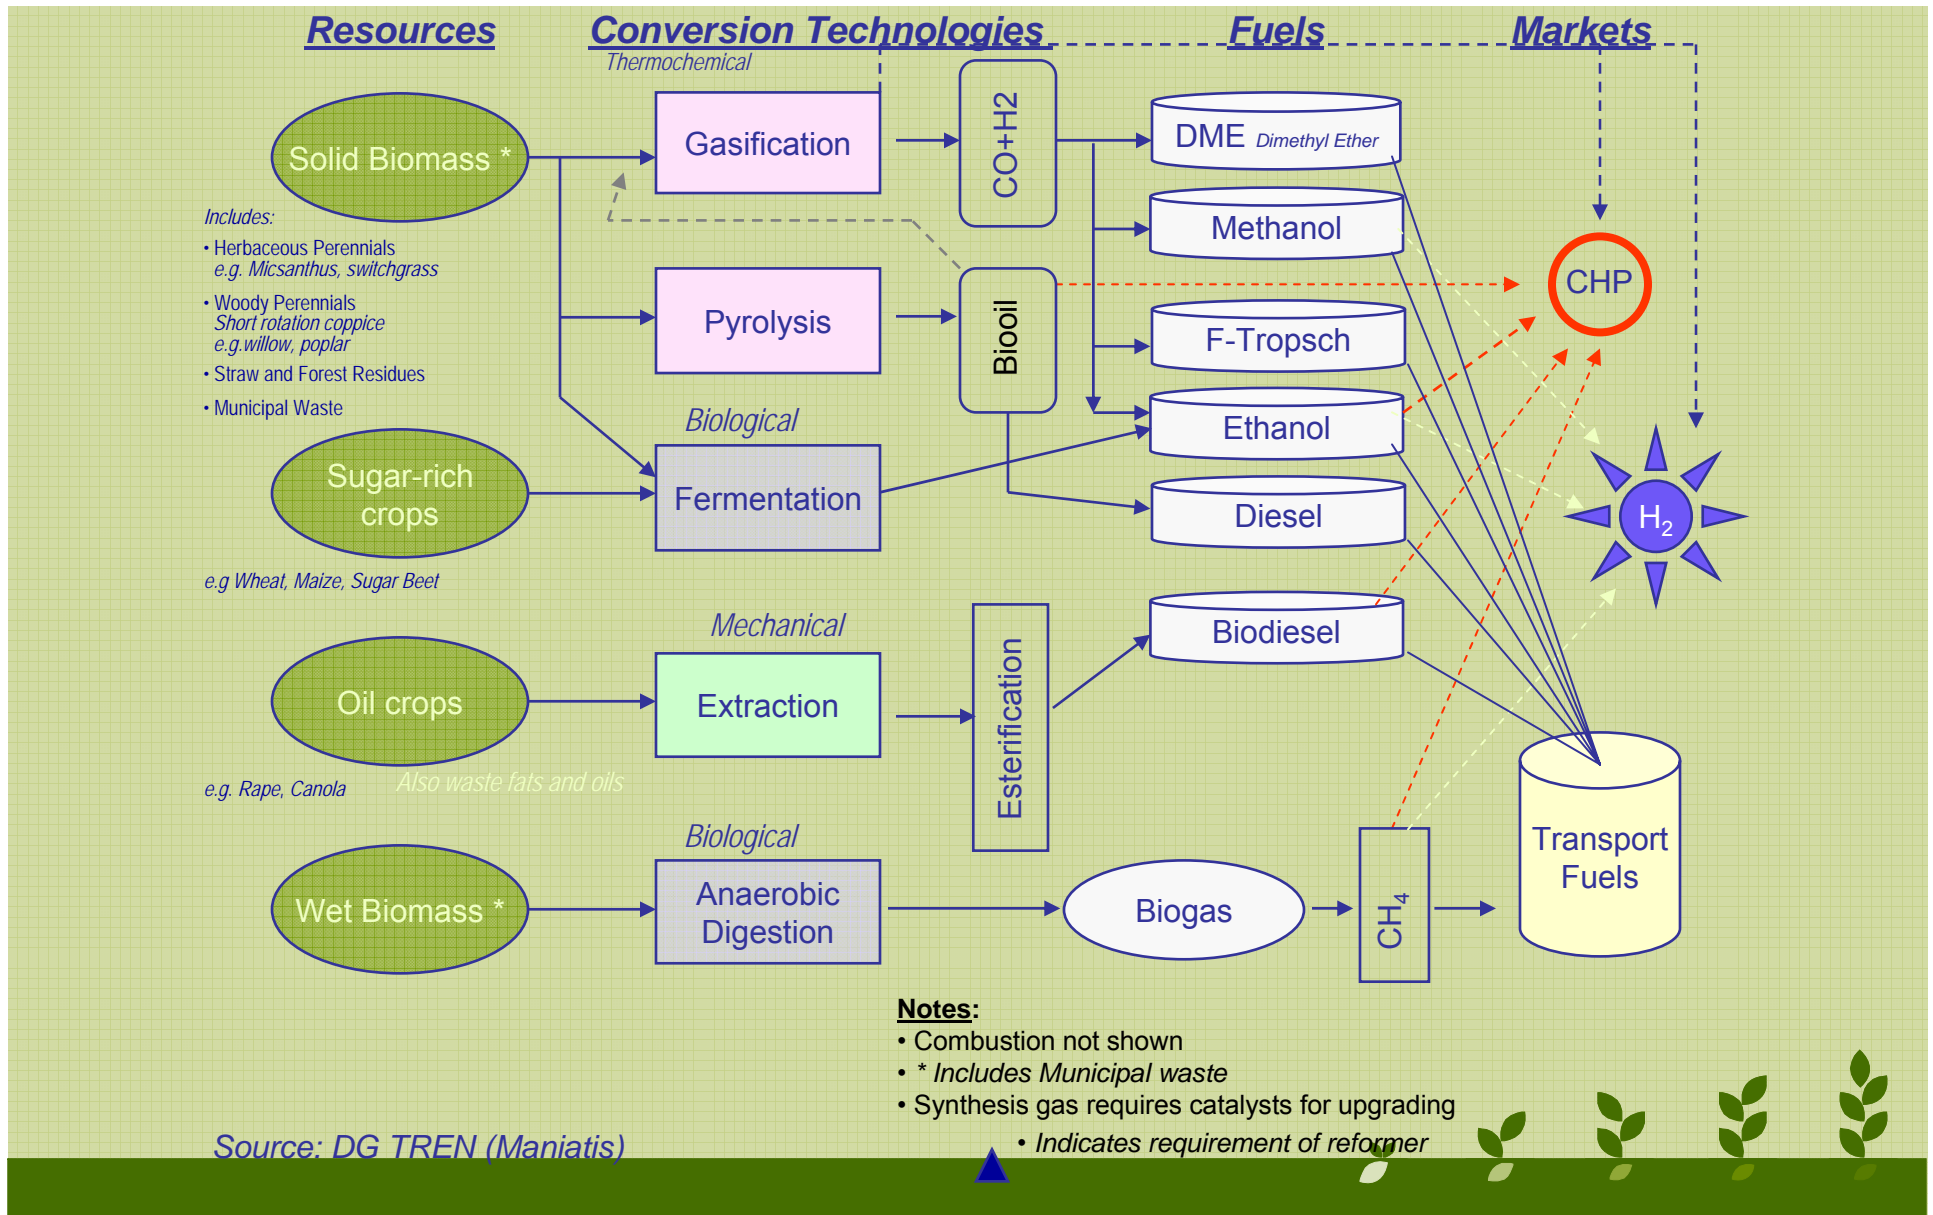 Resources
Conversion Technologies
Fuels
Markets
Thermochemical
Solid Biomass *
Gasification
CO+H2
DME Dimethyl Ether
Methanol
Includes:
• Herbaceous Perennials
e.g. Micsanthus, switchgrass
• Woody Perennials
Short rotation coppice
e.g.willow, poplar
• Straw and Forest Residues
• Municipal Waste
Pyrolysis
Biooil
F-Tropsch
CHP
Biological
Ethanol
Sugar-rich
crops
Fermentation
Diesel
H2
e.g Wheat, Maize, Sugar Beet
Mechanical
Biodiesel
Oil crops
Extraction
Esterification
e.g. Rape, Canola
Also waste fats and oils
Transport
Fuels
Biological
Wet Biomass *
Anaerobic
Digestion
Biogas
CH4
Notes:
• Combustion not shown
• * Includes Municipal waste
• Synthesis gas requires catalysts for upgrading
• Indicates requirement of reformer
Source: DG TREN (Maniatis)